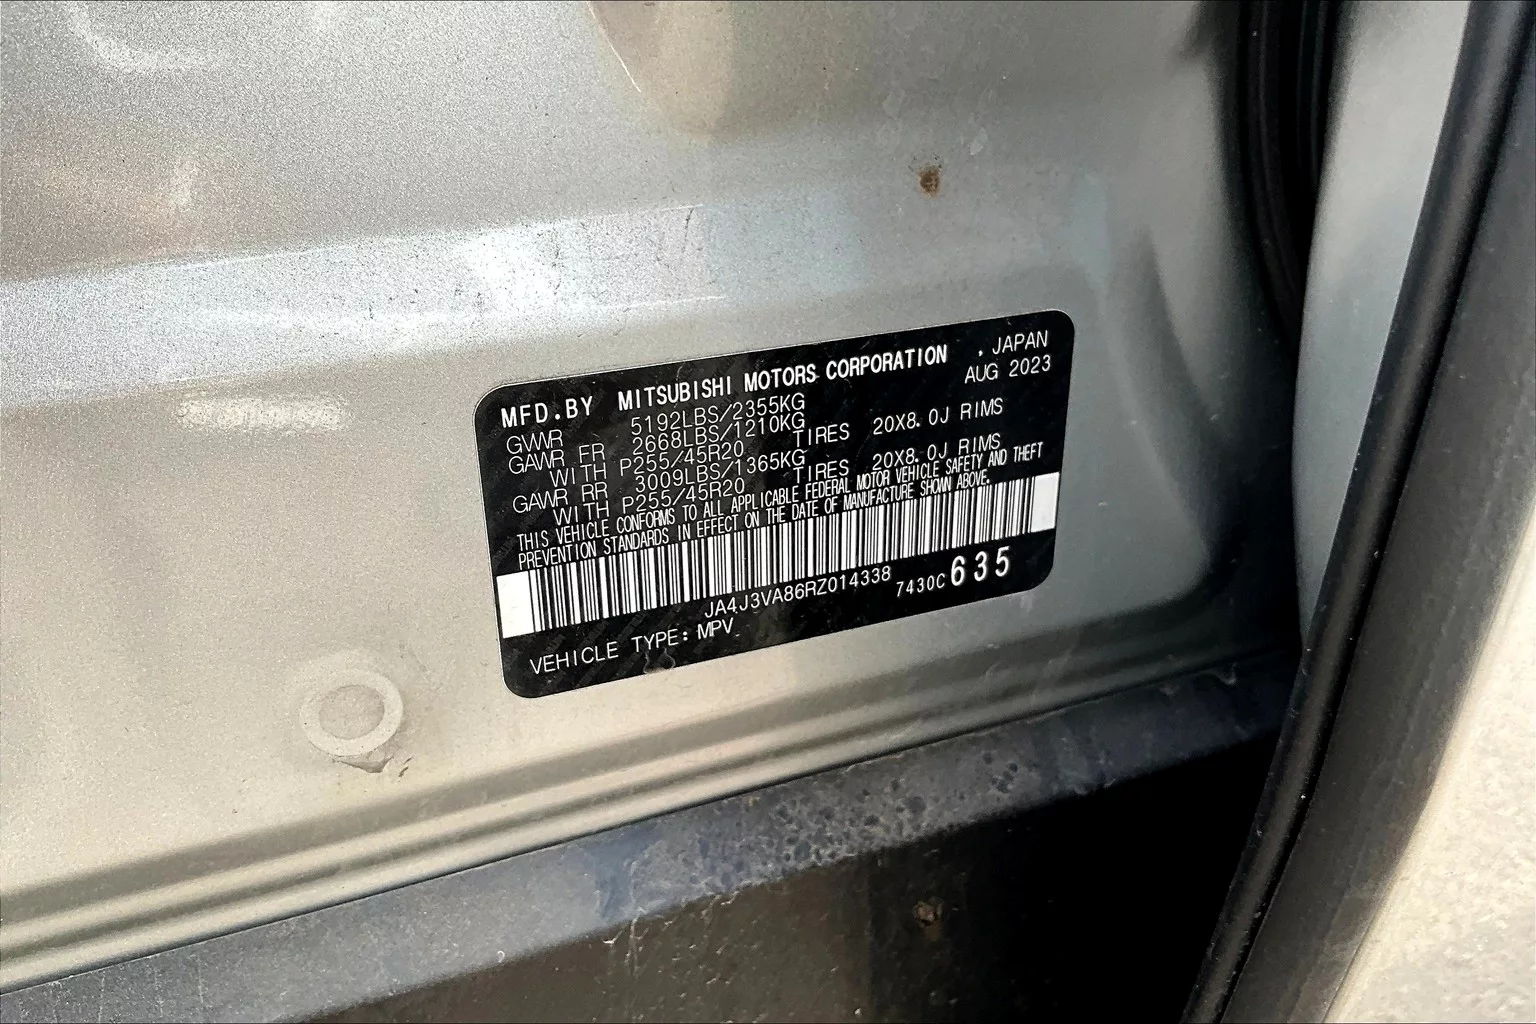 MFD.BY MITSUBISHI MOTORS CORPORATION . JAPAN
AUG 2023
GVWR 5192LBS/2355KG
GAWR FR 2668LBS/1210KG
WITH P255/45R20 TIRES 20X8.0J RIMS
GAWR RR 3009LBS/1365KG
WITH P255/45R20 TIRES 20X8.0J RIMS
THIS VEHICLE CONFORMS TO ALL APPLICABLE FEDERAL MOTOR VEHICLE SAFETY AND THEFT
PREVENTION STANDARDS IN EFFECT ON THE DATE OF MANUFACTURE SHOWN ABOVE.
JA4J3VA86RZ014338 7430C 635
VEHICLE TYPE: MPV